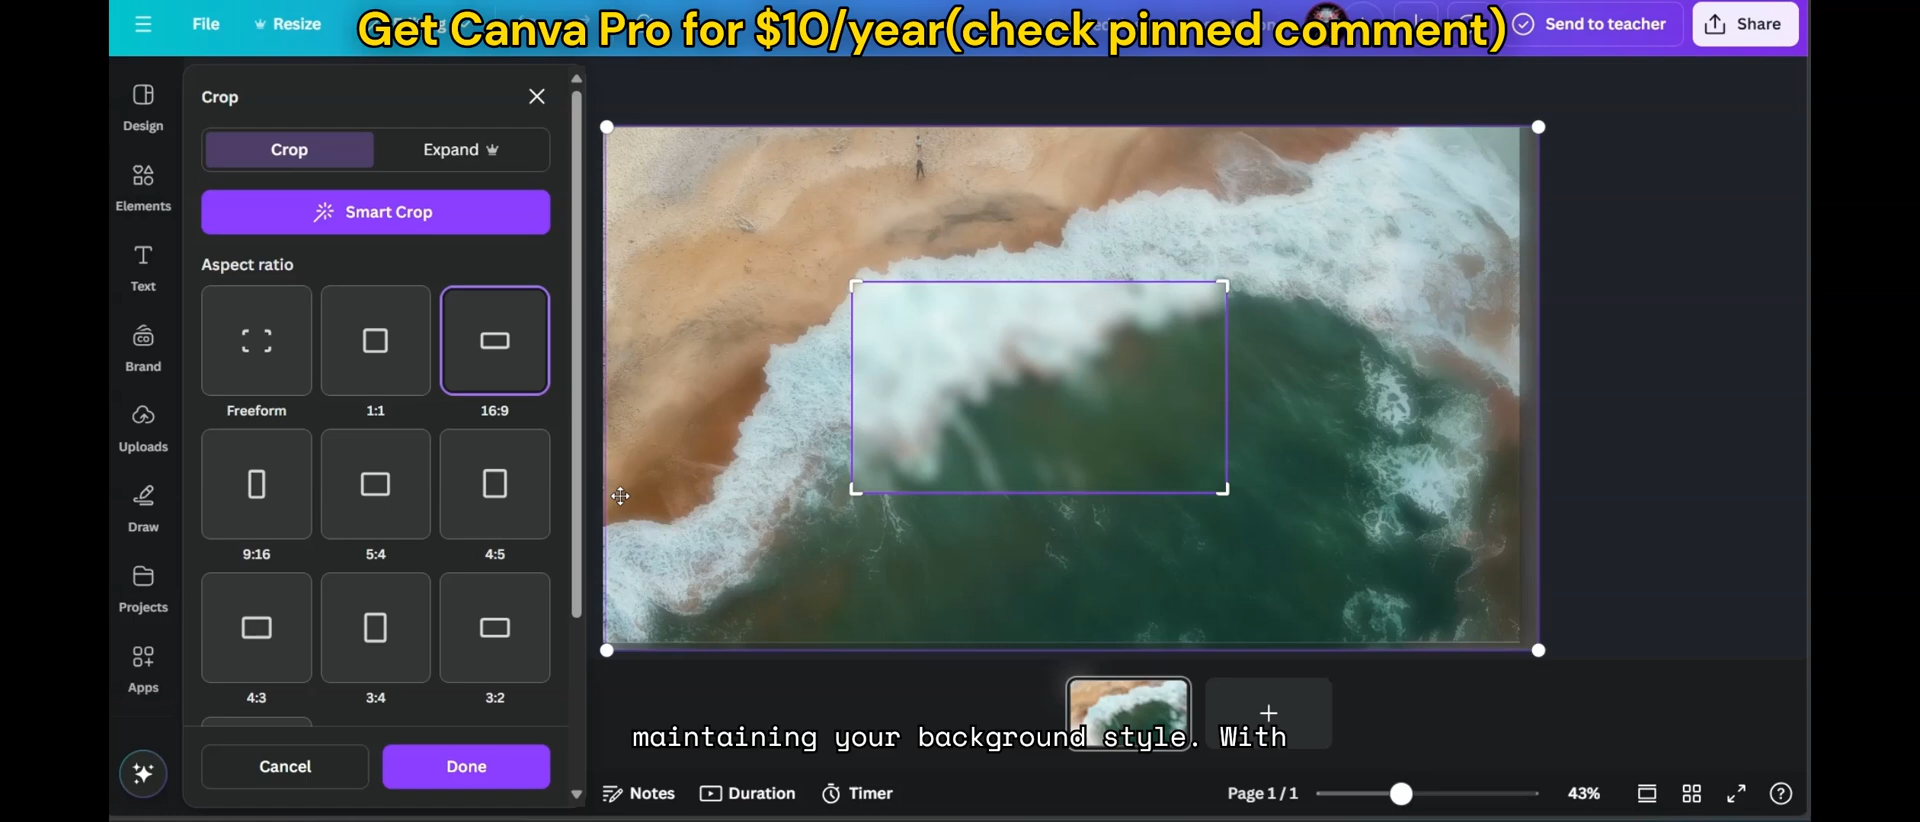 Get Canva Pro for $10/year(check pinned comment)
File
Resize
Send to teacher
Share
Design
Elements
Text
Brand
Uploads
Draw
Projects
Apps
Crop
Crop
Expand
Smart Crop
Aspect ratio
Freeform
1:1
16:9
9:16
5:4
4:5
4:3
3:4
3:2
Cancel
Done
maintaining your background style. With
Notes
Duration
Timer
Page 1 / 1
43%